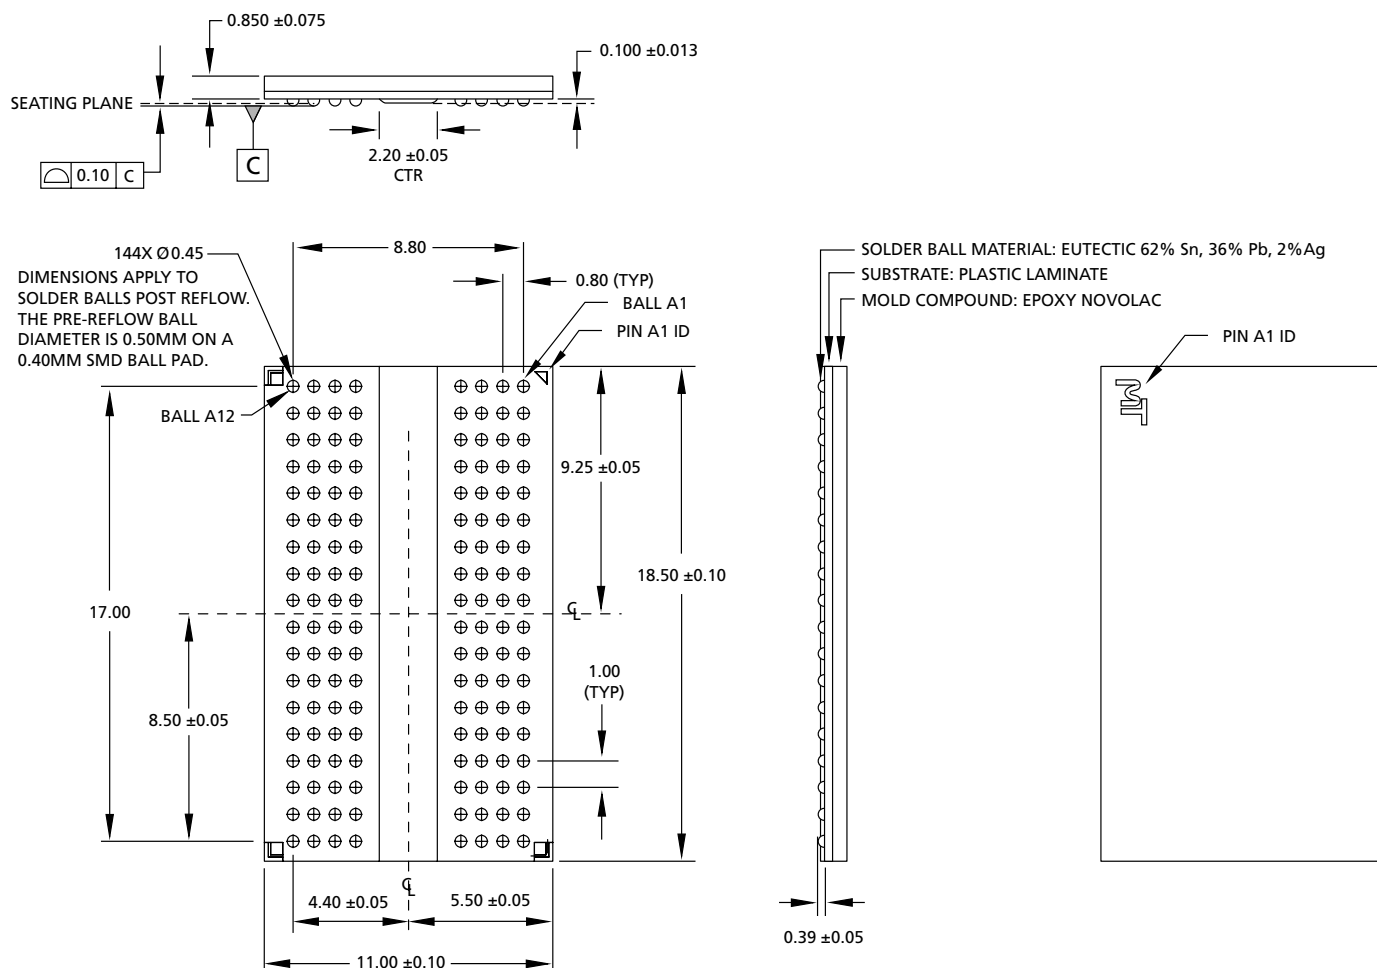 0.850 ±0.075
0.100 ±0.013
SEATING PLANE
C
2.20 ±0.05
CTR
0.10 C
144X Ø0.45
DIMENSIONS APPLY TO
SOLDER BALLS POST REFLOW.
THE PRE-REFLOW BALL
DIAMETER IS 0.50MM ON A
0.40MM SMD BALL PAD.
8.80
0.80 (TYP)
BALL A1
PIN A1 ID
SOLDER BALL MATERIAL: EUTECTIC 62% Sn, 36% Pb, 2%Ag
SUBSTRATE: PLASTIC LAMINATE
MOLD COMPOUND: EPOXY NOVOLAC
PIN A1 ID
BALL A12
9.25 ±0.05
18.50 ±0.10
17.00
CL
1.00
(TYP)
8.50 ±0.05
CL
4.40 ±0.05
5.50 ±0.05
0.39 ±0.05
11.00 ±0.10